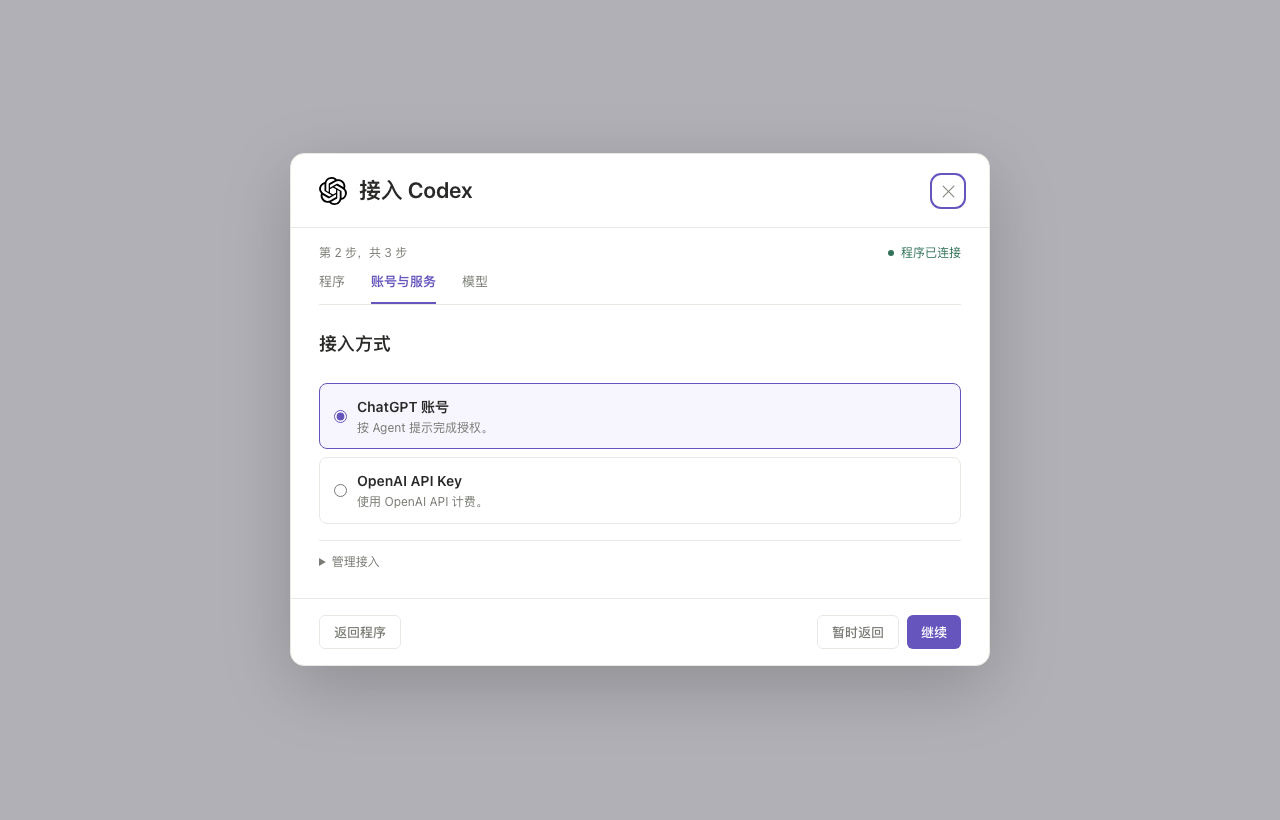 接入 Codex
第 2 步，共 3 步
程序已连接
程序
账号与服务
模型
接入方式
ChatGPT 账号
按 Agent 提示完成授权。
OpenAI API Key
使用 OpenAI API 计费。
管理接入
返回程序
暂时返回
继续